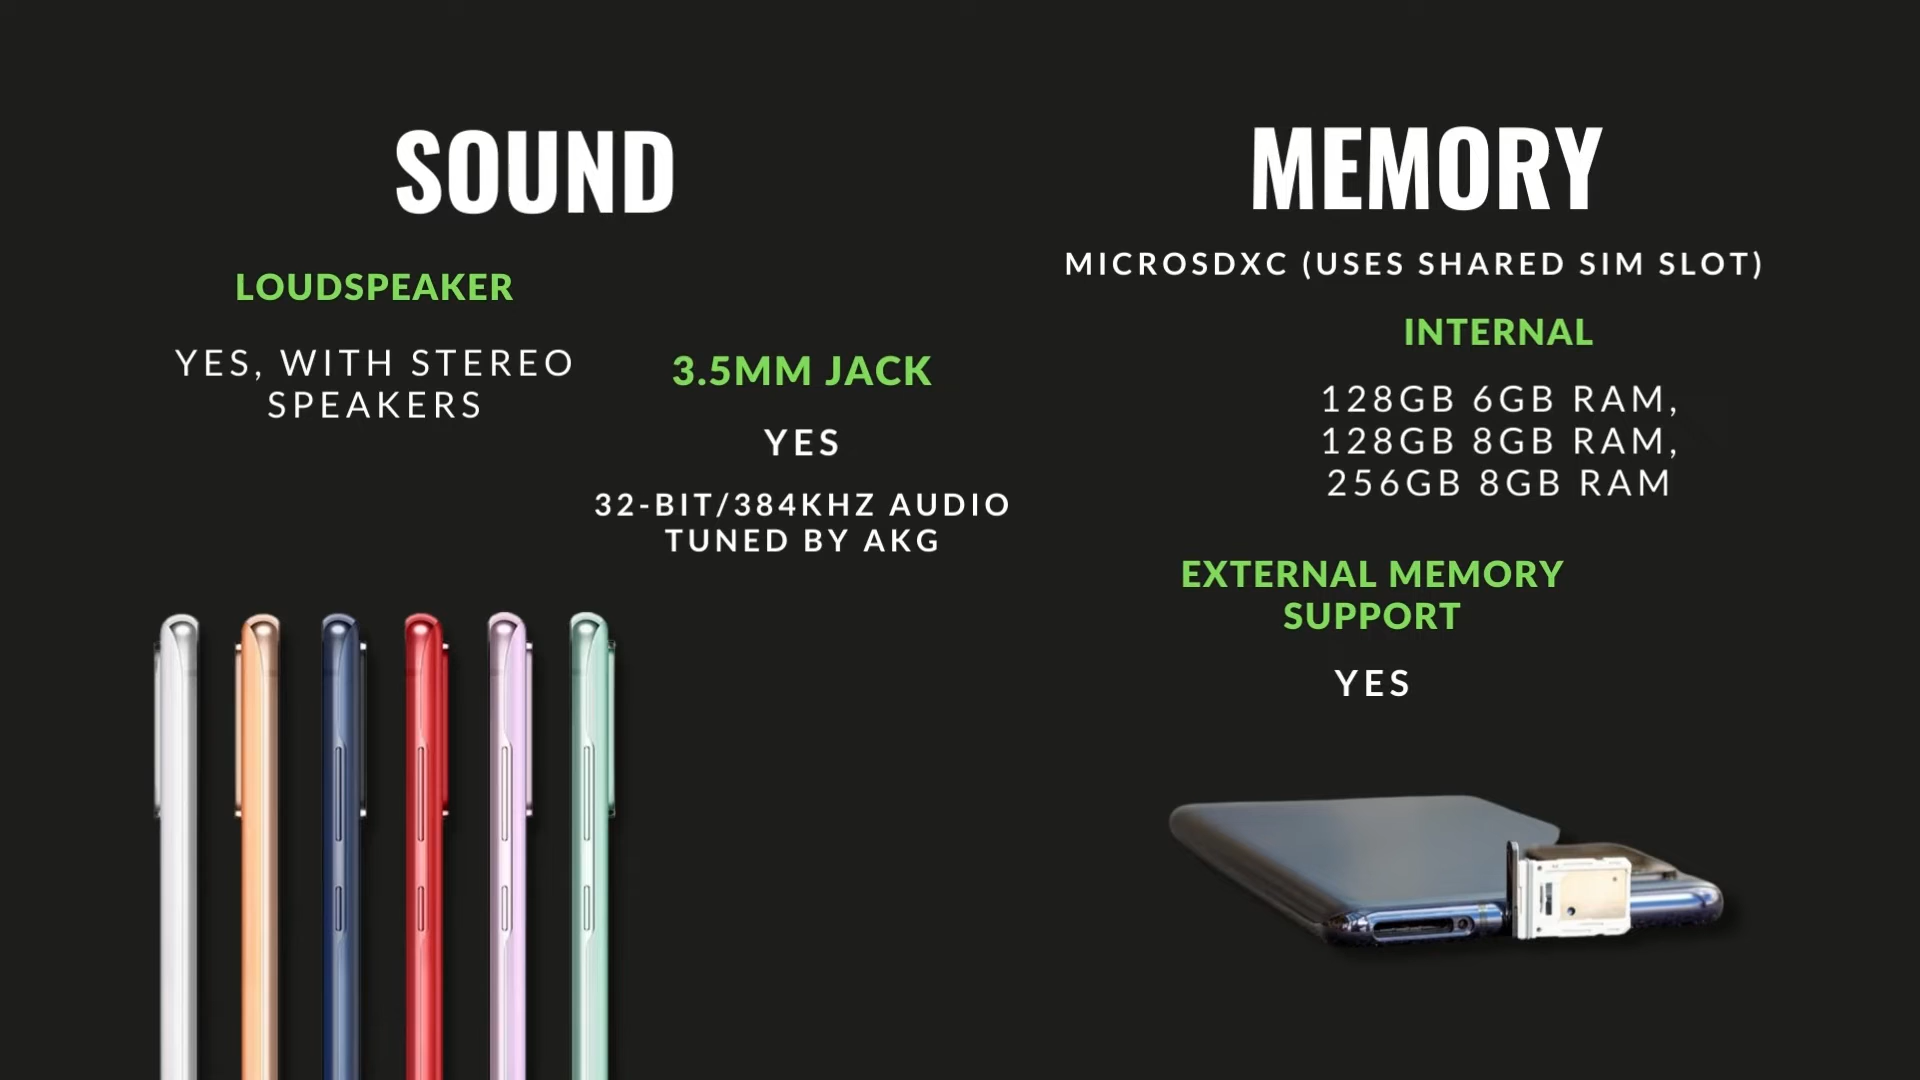 SOUND
LOUDSPEAKER
YES, WITH STEREO
SPEAKERS
3.5MM JACK
YES
32-BIT/384KHZ AUDIO
TUNED BY AKG
MEMORY
MICROSDXC (USES SHARED SIM SLOT)
INTERNAL
128GB 6GB RAM,
128GB 8GB RAM,
256GB 8GB RAM
EXTERNAL MEMORY
SUPPORT
YES